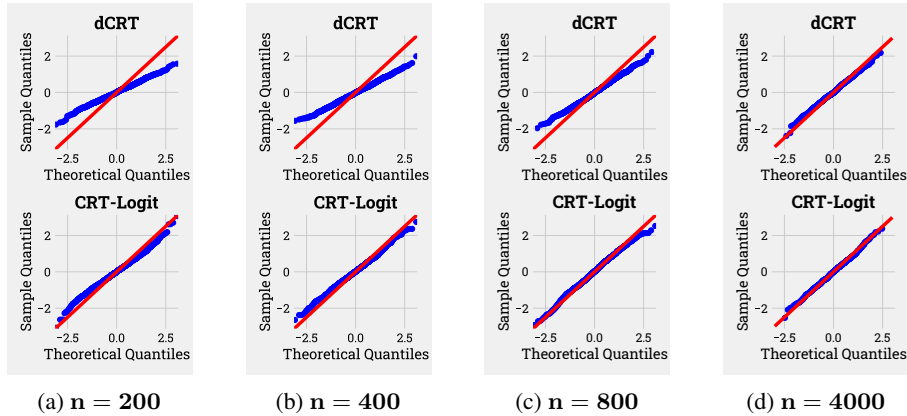 dCRT
Sample Quantiles
2
0
−2
−2.5
0.0
2.5
Theoretical Quantiles
CRT-Logit
Sample Quantiles
2
0
−2
−2.5
0.0
2.5
Theoretical Quantiles
(a) n = 200
dCRT
Sample Quantiles
2
0
−2
−2.5
0.0
2.5
Theoretical Quantiles
CRT-Logit
Sample Quantiles
2
0
−2
−2.5
0.0
2.5
Theoretical Quantiles
(b) n = 400
dCRT
Sample Quantiles
2
0
−2
−2.5
0.0
2.5
Theoretical Quantiles
CRT-Logit
Sample Quantiles
2
0
−2
−2.5
0.0
2.5
Theoretical Quantiles
(c) n = 800
dCRT
Sample Quantiles
2
0
−2
−2.5
0.0
2.5
Theoretical Quantiles
CRT-Logit
Sample Quantiles
2
0
−2
−2.5
0.0
2.5
Theoretical Quantiles
(d) n = 4000